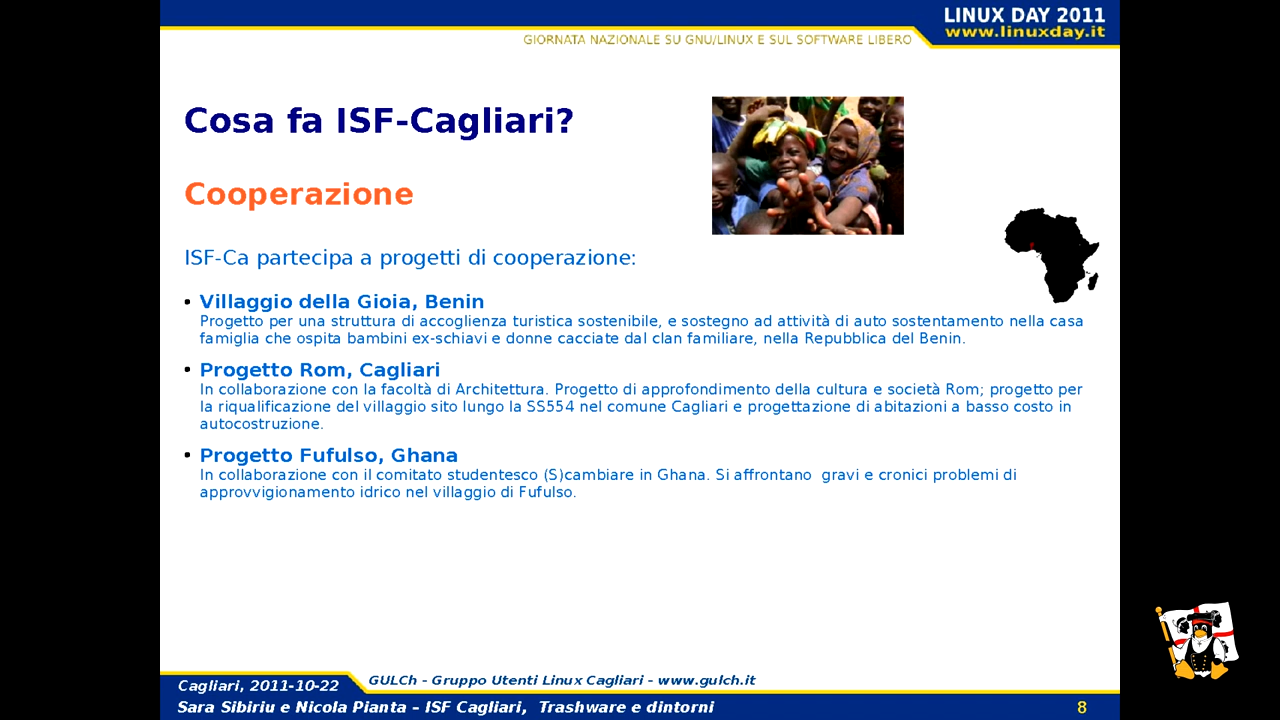 LINUX DAY 2011
www.linuxday.it
GIORNATA NAZIONALE SU GNU/LINUX E SUL SOFTWARE LIBERO
Cosa fa ISF-Cagliari?
Cooperazione
ISF-Ca partecipa a progetti di cooperazione:
• Villaggio della Gioia, Benin
Progetto per una struttura di accoglienza turistica sostenibile, e sostegno ad attività di auto sostentamento nella casa
famiglia che ospita bambini ex-schiavi e donne cacciate dal clan familiare, nella Repubblica del Benin.
• Progetto Rom, Cagliari
In collaborazione con la facoltà di Architettura. Progetto di approfondimento della cultura e società Rom; progetto per
la riqualificazione del villaggio sito lungo la SS554 nel comune Cagliari e progettazione di abitazioni a basso costo in
autocostruzione.
• Progetto Fufulso, Ghana
In collaborazione con il comitato studentesco (S)cambiare in Ghana. Si affrontano  gravi e cronici problemi di
approvvigionamento idrico nel villaggio di Fufulso.
Cagliari, 2011-10-22
GULCh - Gruppo Utenti Linux Cagliari - www.gulch.it
Sara Sibiriu e Nicola Pianta – ISF Cagliari,  Trashware e dintorni
8